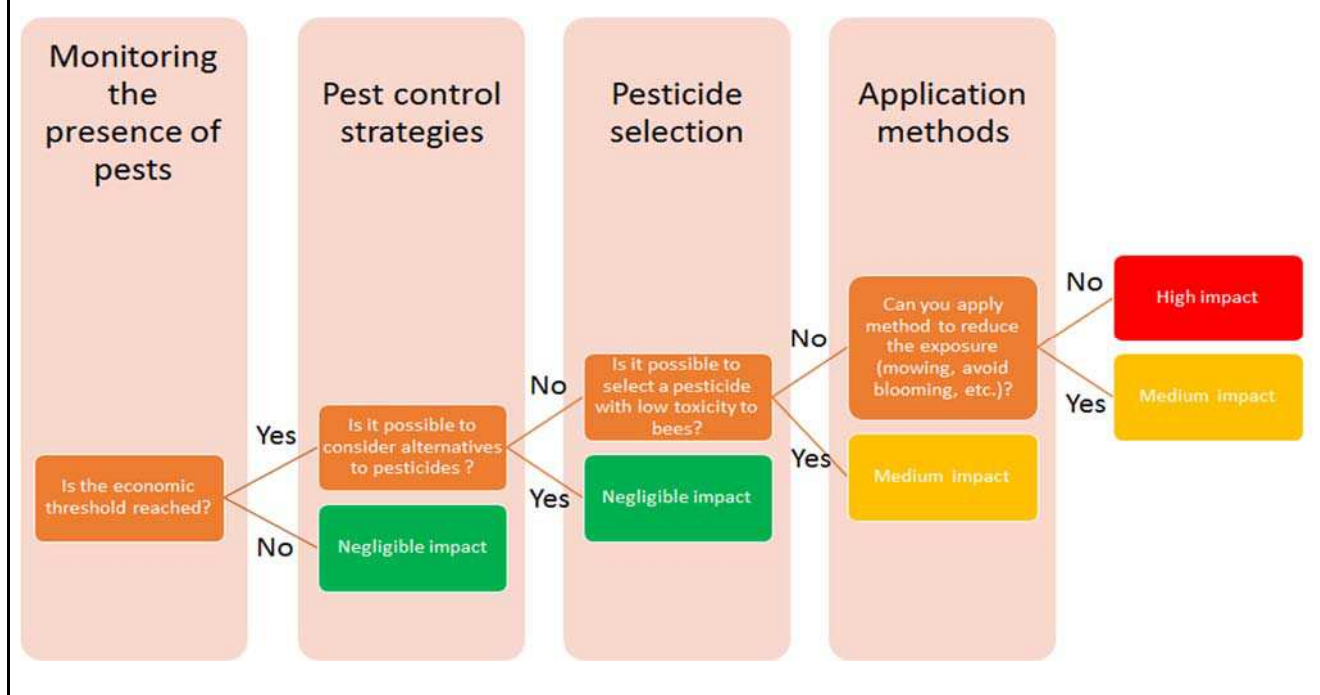 Monitoring
the
presence of
pests
Pest control
strategies
Pesticide
selection
Application
methods
Is the economic
threshold reached?
Yes
No
Is it possible to
consider alternatives
to pesticides ?
Negligible impact
No
Yes
Is it possible to
select a pesticide
with low toxicity to
bees?
Negligible impact
No
Yes
Can you apply
method to reduce
the exposure
(mowing, avoid
blooming, etc.)?
Medium impact
No
Yes
High impact
Medium impact